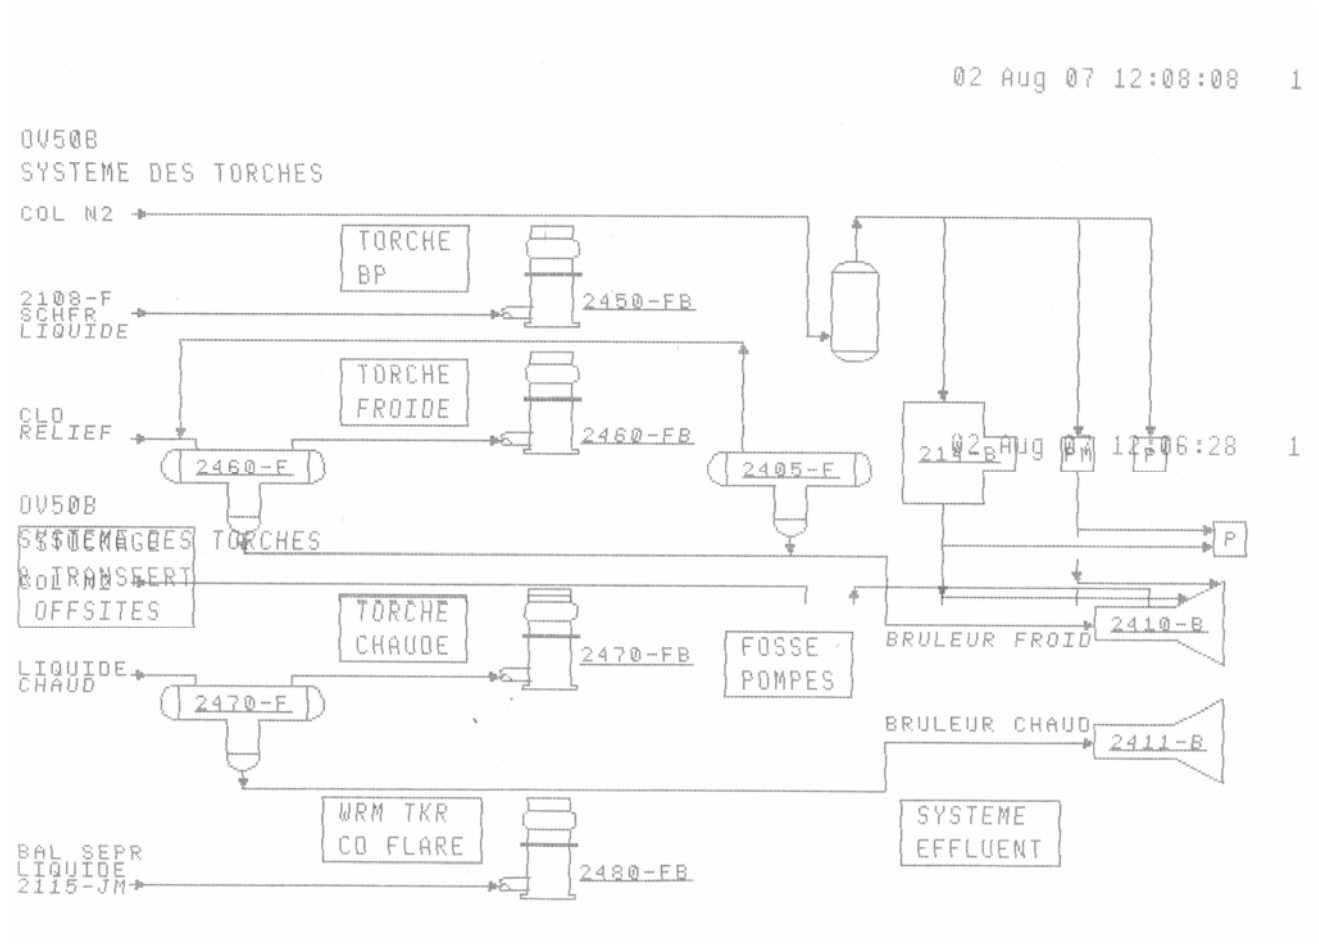 02 Aug 07 12:08:08 1
OV50B
SYSTEME DES TORCHES
COL N2
TORCHE
BP
2108-F
SCHFR
LIQUIDE
2450-FB
TORCHE
FROIDE
CLD
RELIEF
2460-FB
2460-F
2405-F
02 Aug 07 12:06:28 1
PM
P
OV50B
SYSTEME DES TORCHES
STOCKAGE
& TRANSFERT
OFFSITES
COL N2
P
TORCHE
CHAUDE
2470-FB
FOSSE
POMPES
BRULEUR FROID
2410-B
LIQUIDE
CHAUD
2470-F
BRULEUR CHAUD
2411-B
WRM TKR
CO FLARE
SYSTEME
EFFLUENT
BAL SEPR
LIQUIDE
2115-JM
2480-FB